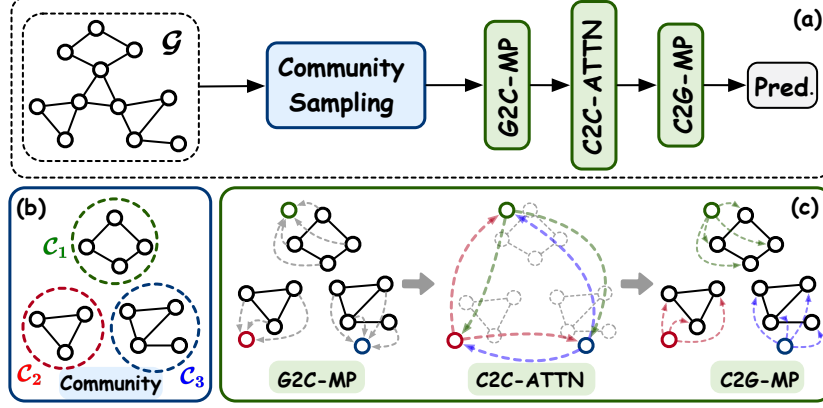 (a)
𝒢
Community
Sampling
G2C-MP
C2C-ATTN
C2G-MP
Pred.
(b)
𝒞₁
𝒞₂
𝒞₃
Community
(c)
G2C-MP
C2C-ATTN
C2G-MP